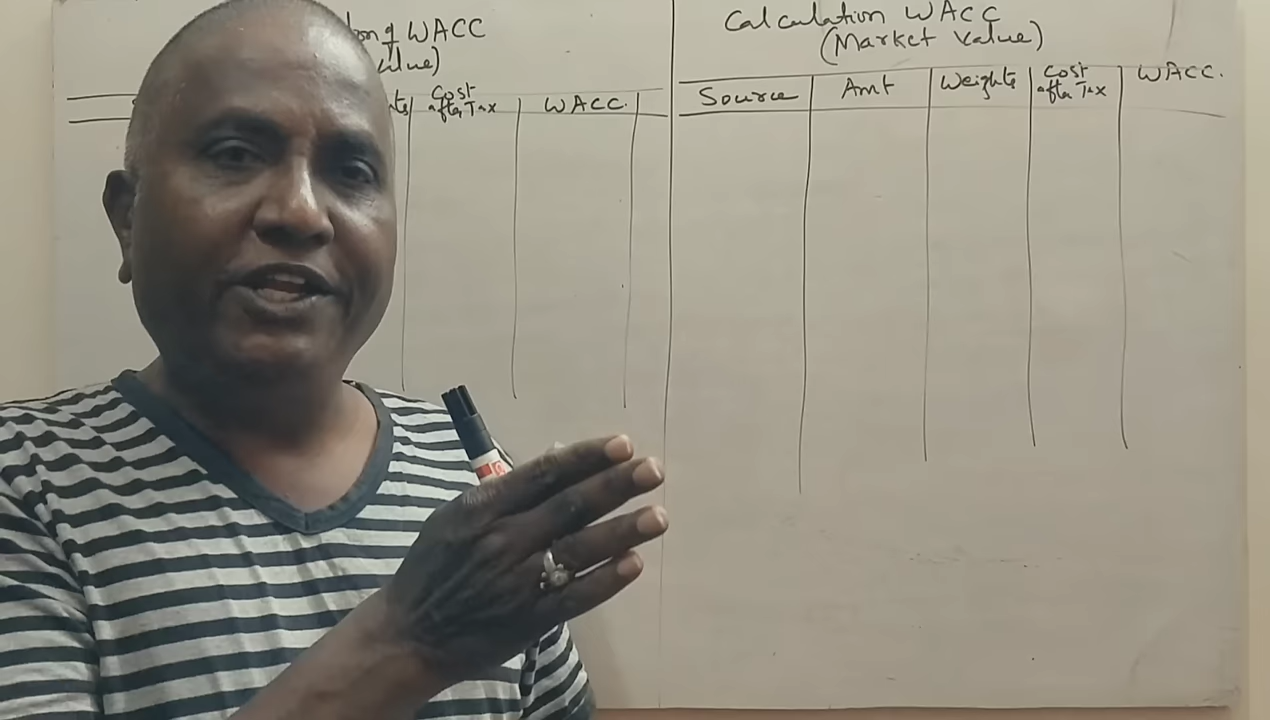 WACC
Cost
after Tax
WACC.
Calculation WACC
(Market Value)
Source
Amt
Weights
Cost
after Tax
WACC.